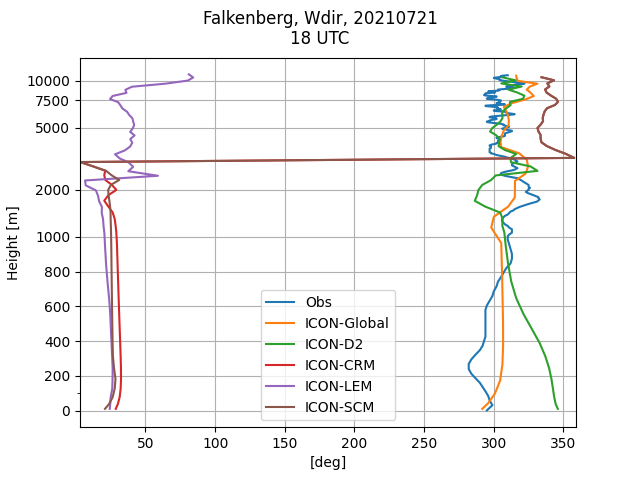 Falkenberg, Wdir, 20210721
18 UTC
10000
7500
5000
2000
1000
800
600
400
200
0
Height [m]
Obs
ICON-Global
ICON-D2
ICON-CRM
ICON-LEM
ICON-SCM
50 100 150 200 250 300 350
[deg]